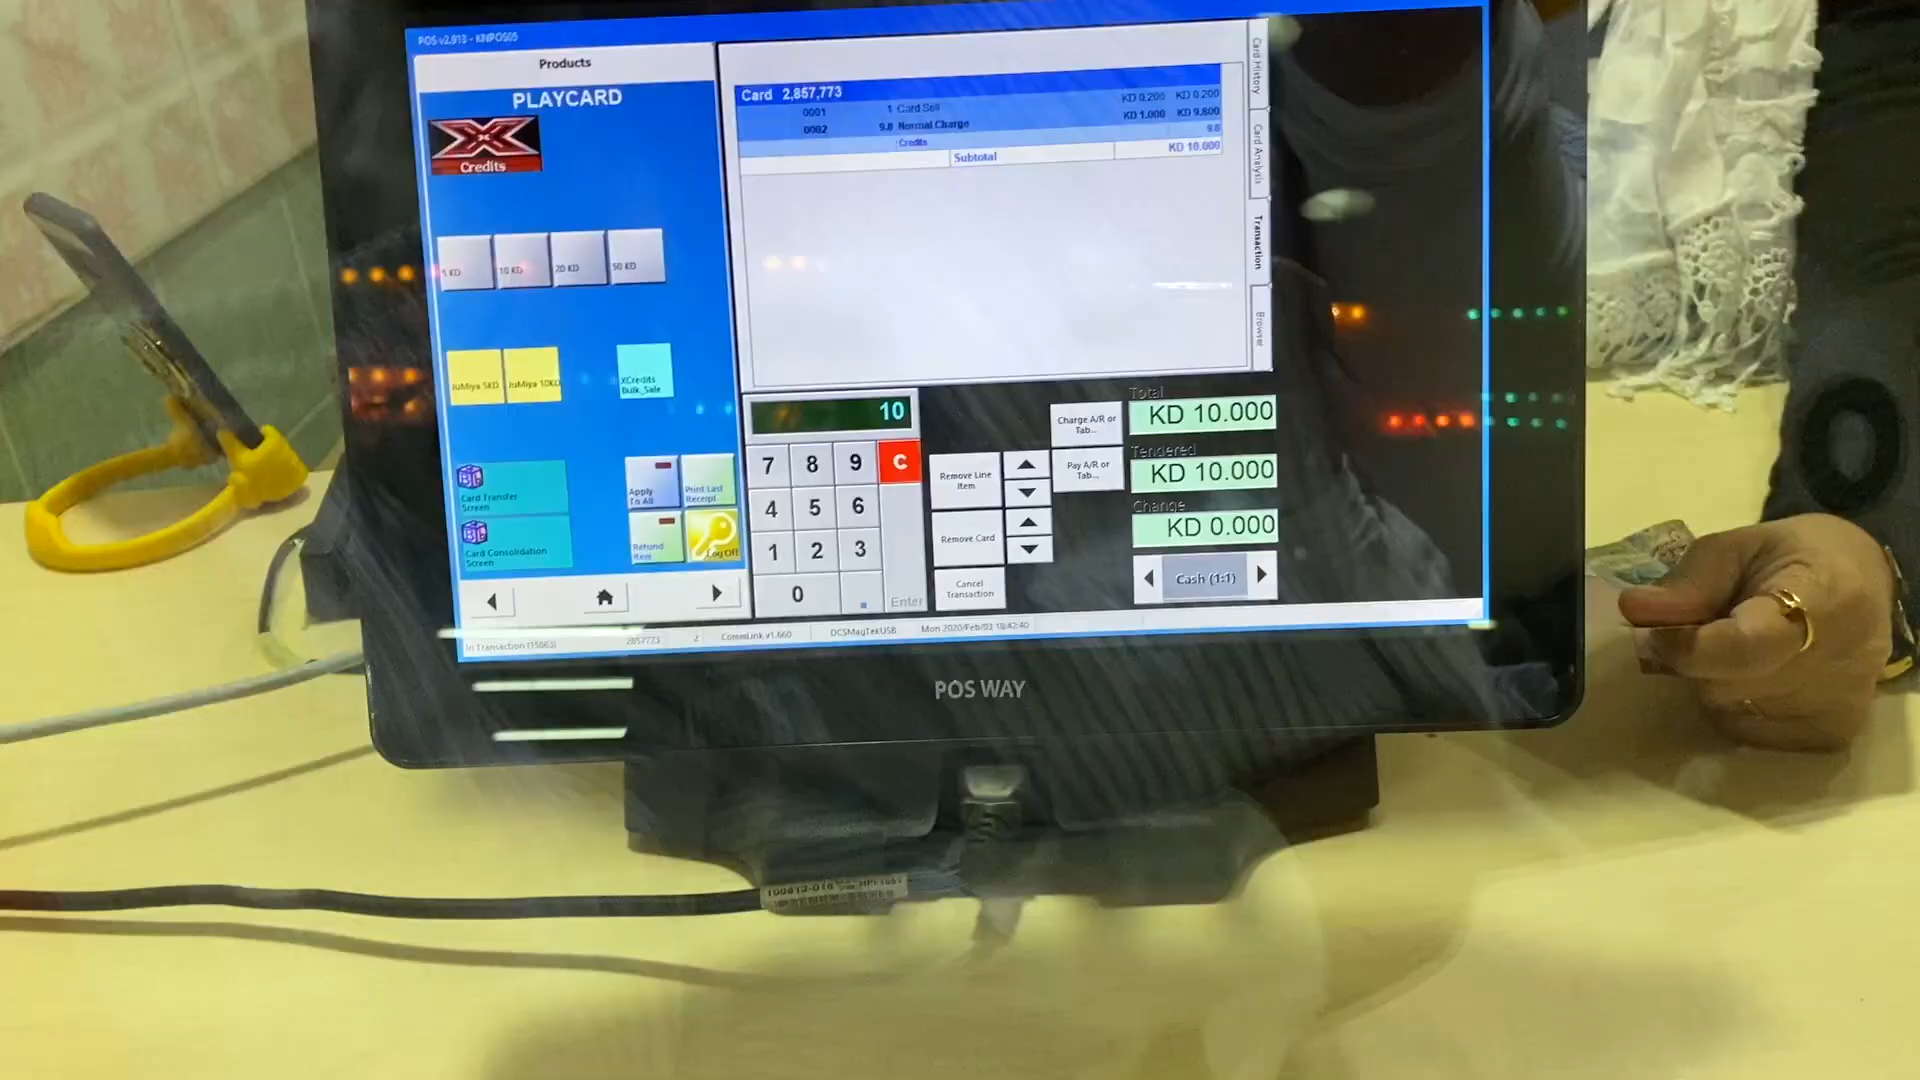 POS v2.913 - KNPOS05
Products
PLAYCARD
X
Credits
5 KD
10 KD
20 KD
50 KD
JuMiya 5KD
JuMiya 10KD
XCredits
Bulk_Sale
Card Transfer
Screen
Card Consolidation
Screen
Apply
To All
Print Last
Receipt
Refund
Item
Log Off
Card 2,857,773
0001 1 Card Sell KD 0.200 KD 0.200
0002 9.8 Normal Charge KD 1.000 KD 9.800
Credits 9.8
Subtotal KD 10.000
Card History
Card Analysis
Transaction
Browser
10
7 8 9 C
4 5 6
1 2 3
0 . Enter
Remove Line
Item
Remove Card
Cancel
Transaction
Charge A/R or
Tab...
Pay A/R or
Tab...
Total
KD 10.000
Tendered
KD 10.000
Change
KD 0.000
Cash (1:1)
In Transaction (15063) 2857773 2 CommLink v1.660 DCSMagTekUSB Mon 2020/Feb/03 18:42:40
POS WAY